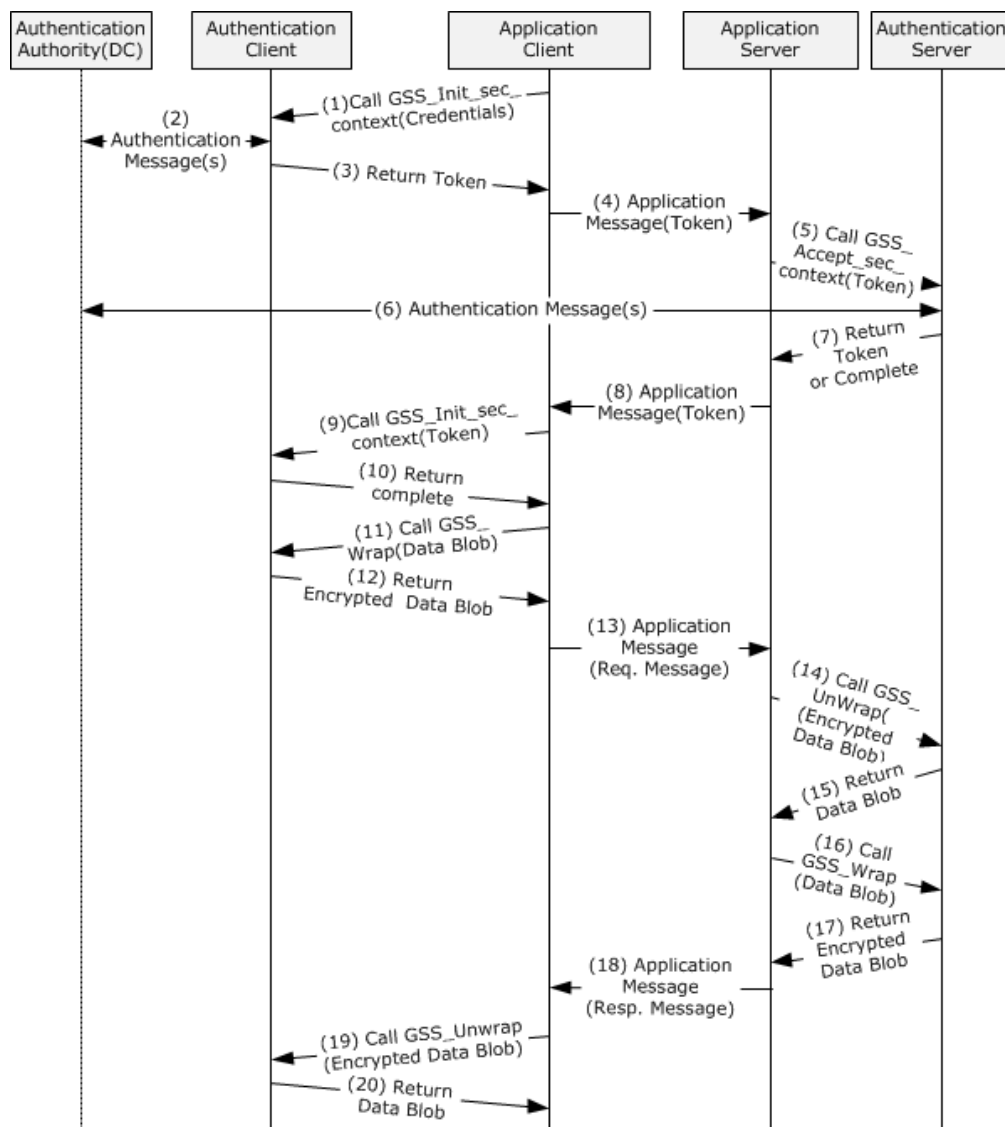 Authentication
Authority(DC)
Authentication
Client
Application
Client
Application
Server
Authentication
Server
(1)Call GSS_Init_sec_
context(Credentials)
(2)
Authentication
Message(s)
(3) Return Token
(4) Application
Message(Token)
(5) Call GSS_
Accept_sec_
context(Token)
(6) Authentication Message(s)
(7) Return
Token
or Complete
(8) Application
Message(Token)
(9)Call GSS_Init_sec_
context(Token)
(10) Return
complete
(11) Call GSS_
Wrap(Data Blob)
(12) Return
Encrypted Data Blob
(13) Application
Message
(Req. Message)
(14) Call GSS_
UnWrap(
(Encrypted
Data Blob)
(15) Return
Data Blob
(16) Call
GSS_Wrap
(Data Blob)
(17) Return
Encrypted
Data Blob
(18) Application
Message
(Resp. Message)
(19) Call GSS_Unwrap
(Encrypted Data Blob)
(20) Return
Data Blob